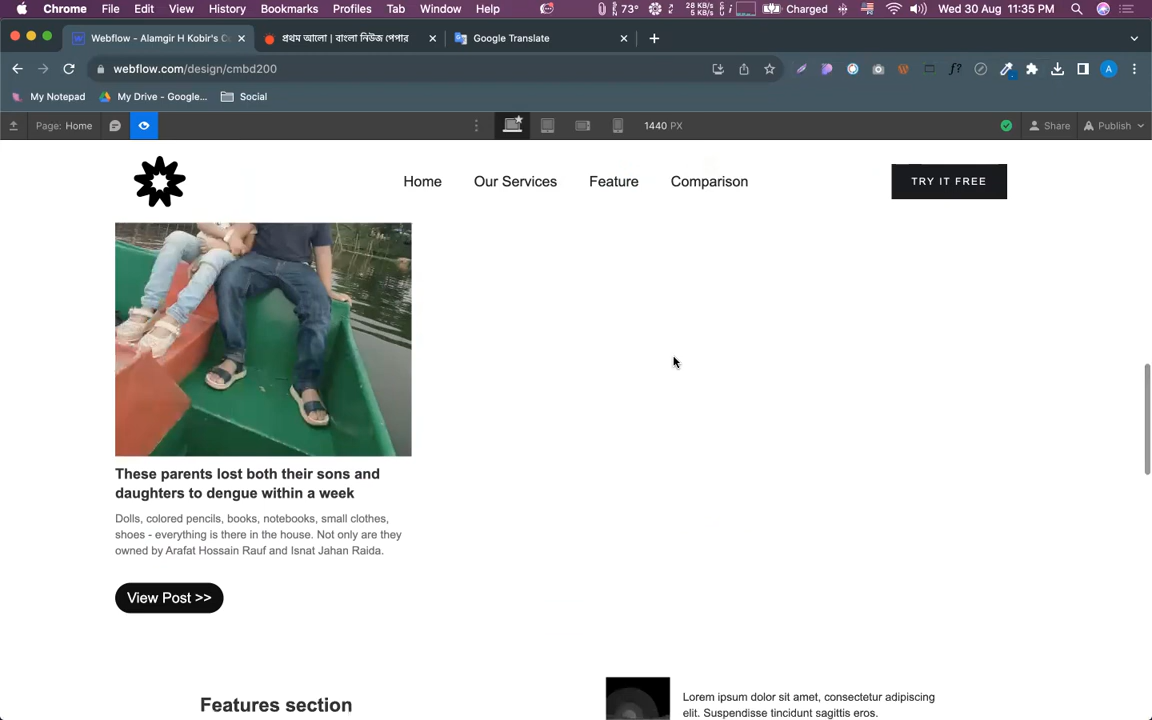 Chrome File Edit View History Bookmarks Profiles Tab Window Help 73° 28 KB/s 5 KB/s Charged Wed 30 Aug 11:35 PM
Webflow - Alamgir H Kobir's C
প্রথম আলো | বাংলা নিউজ পেপার
Google Translate
webflow.com/design/cmbd200
My Notepad My Drive - Google... Social
Page: Home 1440 PX Share Publish
Home Our Services Feature Comparison TRY IT FREE
These parents lost both their sons and
daughters to dengue within a week
Dolls, colored pencils, books, notebooks, small clothes,
shoes - everything is there in the house. Not only are they
owned by Arafat Hossain Rauf and Isnat Jahan Raida.
View Post >>
Features section
Lorem ipsum dolor sit amet, consectetur adipiscing
elit. Suspendisse tincidunt sagittis eros.